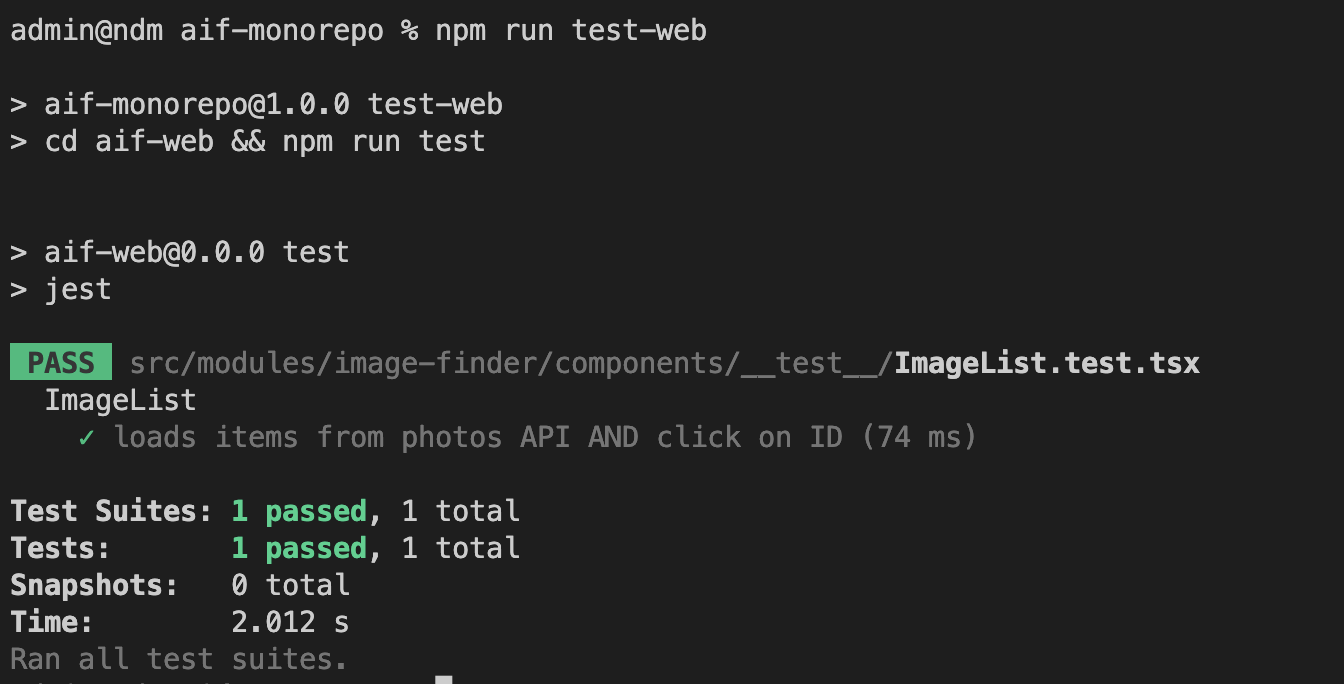 admin@ndm aif-monorepo % npm run test-web
> aif-monorepo@1.0.0 test-web
> cd aif-web && npm run test
> aif-web@0.0.0 test
> jest
PASS src/modules/image-finder/components/__test__/ImageList.test.tsx
ImageList
✓ loads items from photos API AND click on ID (74 ms)
Test Suites: 1 passed, 1 total
Tests: 1 passed, 1 total
Snapshots: 0 total
Time: 2.012 s
Ran all test suites.